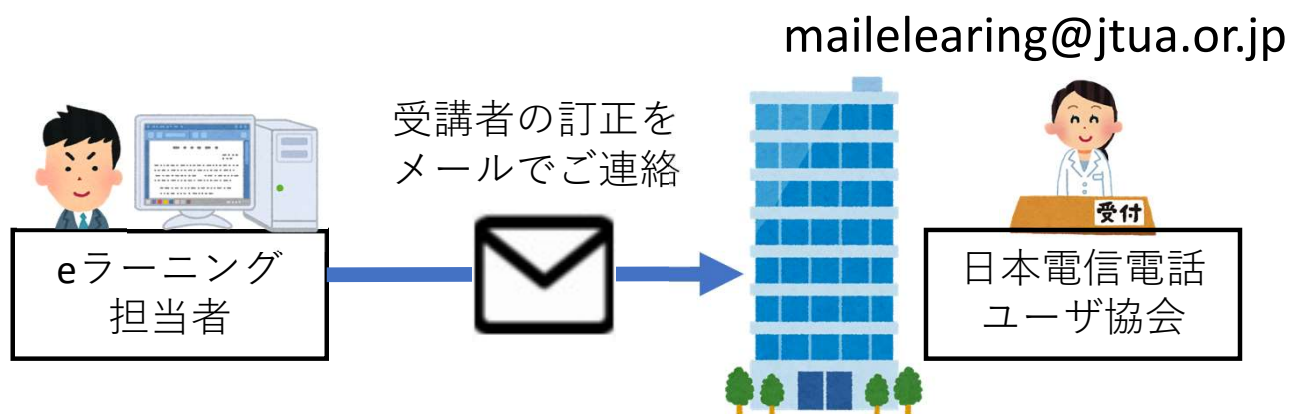 mailelearing@jtua.or.jp
受講者の訂正を
メールでご連絡
受付
eラーニング
担当者
日本電信電話
ユーザ協会